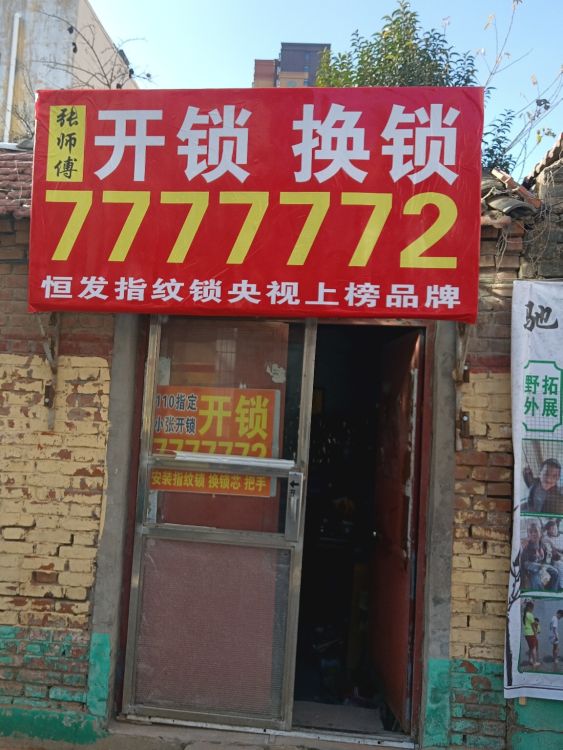 张师傅
开锁 换锁
7777772
恒发指纹锁央视上榜品牌
110指定
小张开锁
开锁
7777772
安装指纹锁 换锁芯 把手
驰
野外
拓展